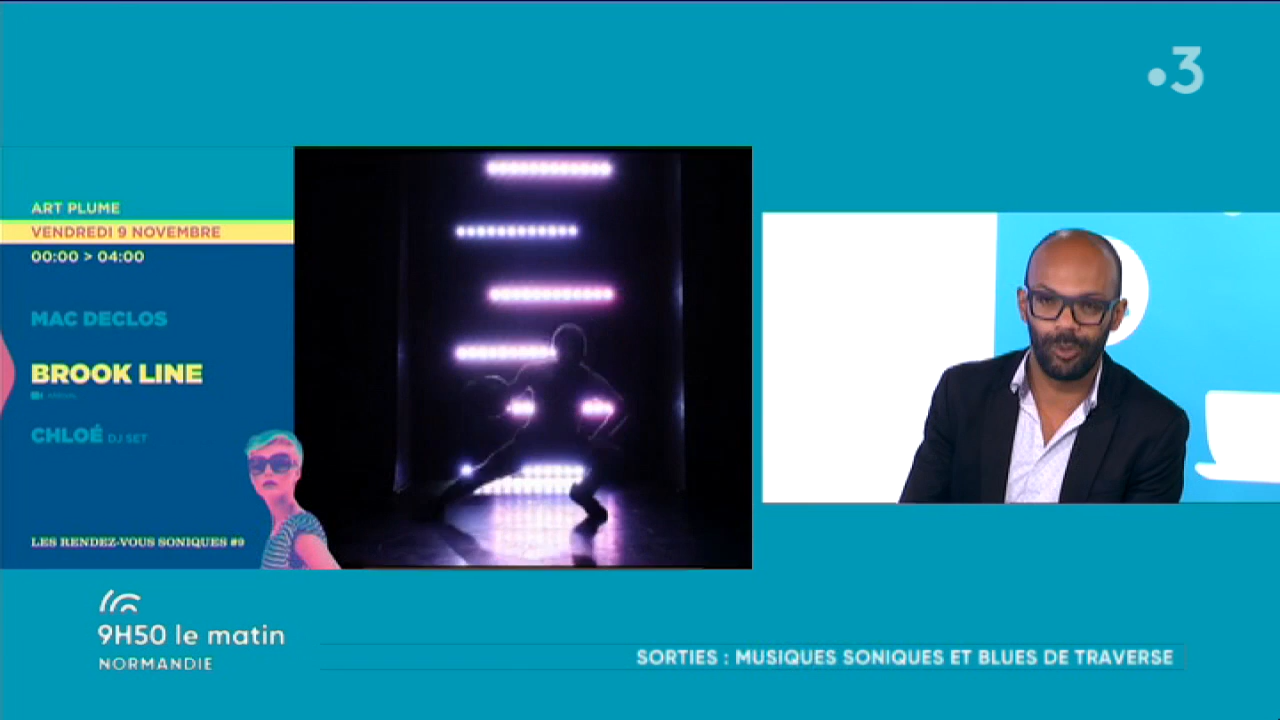 3
ART PLUME
VENDREDI 9 NOVEMBRE
00:00 > 04:00
MAC DECLOS
BROOK LINE
CHLOÉ DJ SET
LES RENDEZ-VOUS SONIQUES #9
9H50 le matin
NORMANDIE
SORTIES : MUSIQUES SONIQUES ET BLUES DE TRAVERSE